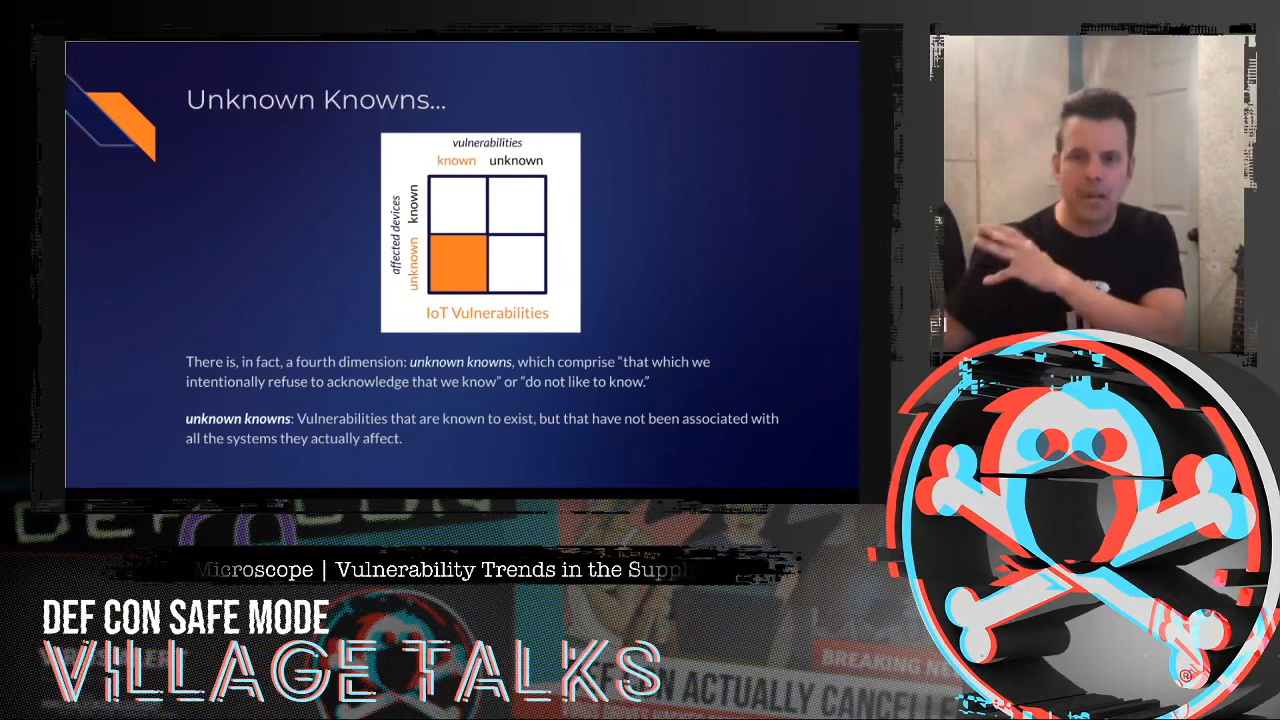 Unknown Knowns...
vulnerabilities
known unknown
affected devices
known
unknown
IoT Vulnerabilities
There is, in fact, a fourth dimension: unknown knowns, which comprise “that which we
intentionally refuse to acknowledge that we know” or “do not like to know.”
unknown knowns: Vulnerabilities that are known to exist, but that have not been associated with
all the systems they actually affect.
DEF CON
Microscope | Vulnerability Trends in the Suppl
DEF CON SAFE MODE
VILLAGE TALKS
BREAKING NE
ACTUALLY CANCELLE
®